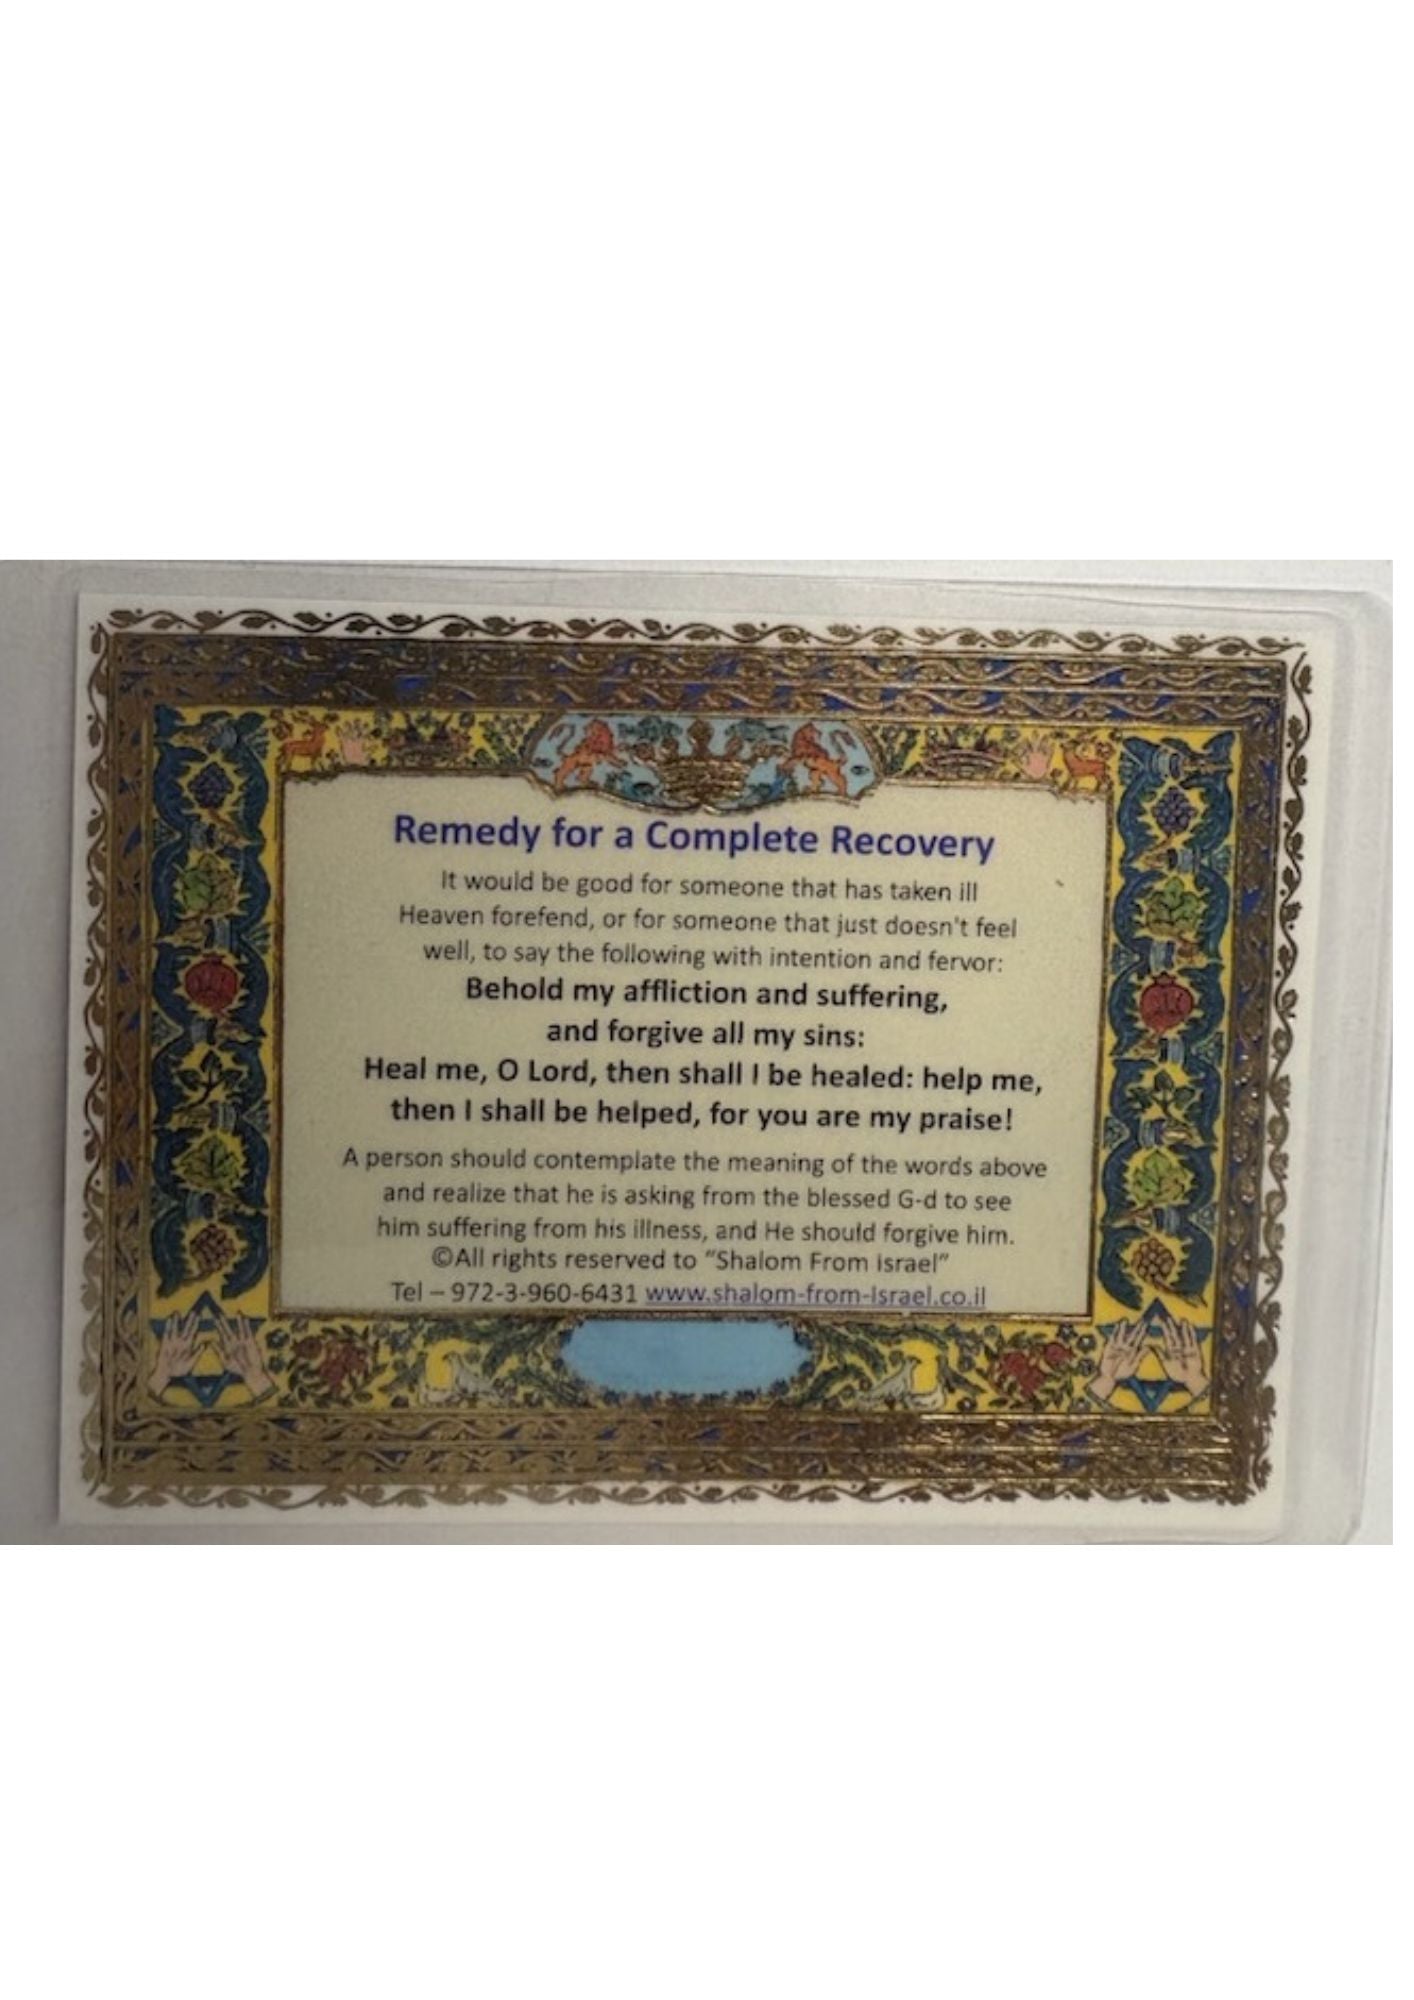 Remedy for a Complete Recovery
It would be good for someone that has taken ill
Heaven forefend, or for someone that just doesn't feel
well, to say the following with intention and fervor:
Behold my affliction and suffering,
and forgive all my sins:
Heal me, O Lord, then shall I be healed: help me,
then I shall be helped, for you are my praise!
A person should contemplate the meaning of the words above
and realize that he is asking from the blessed G-d to see
him suffering from his illness, and He should forgive him.
©All rights reserved to “Shalom From Israel”
Tel – 972-3-960-6431 www.shalom-from-Israel.co.il